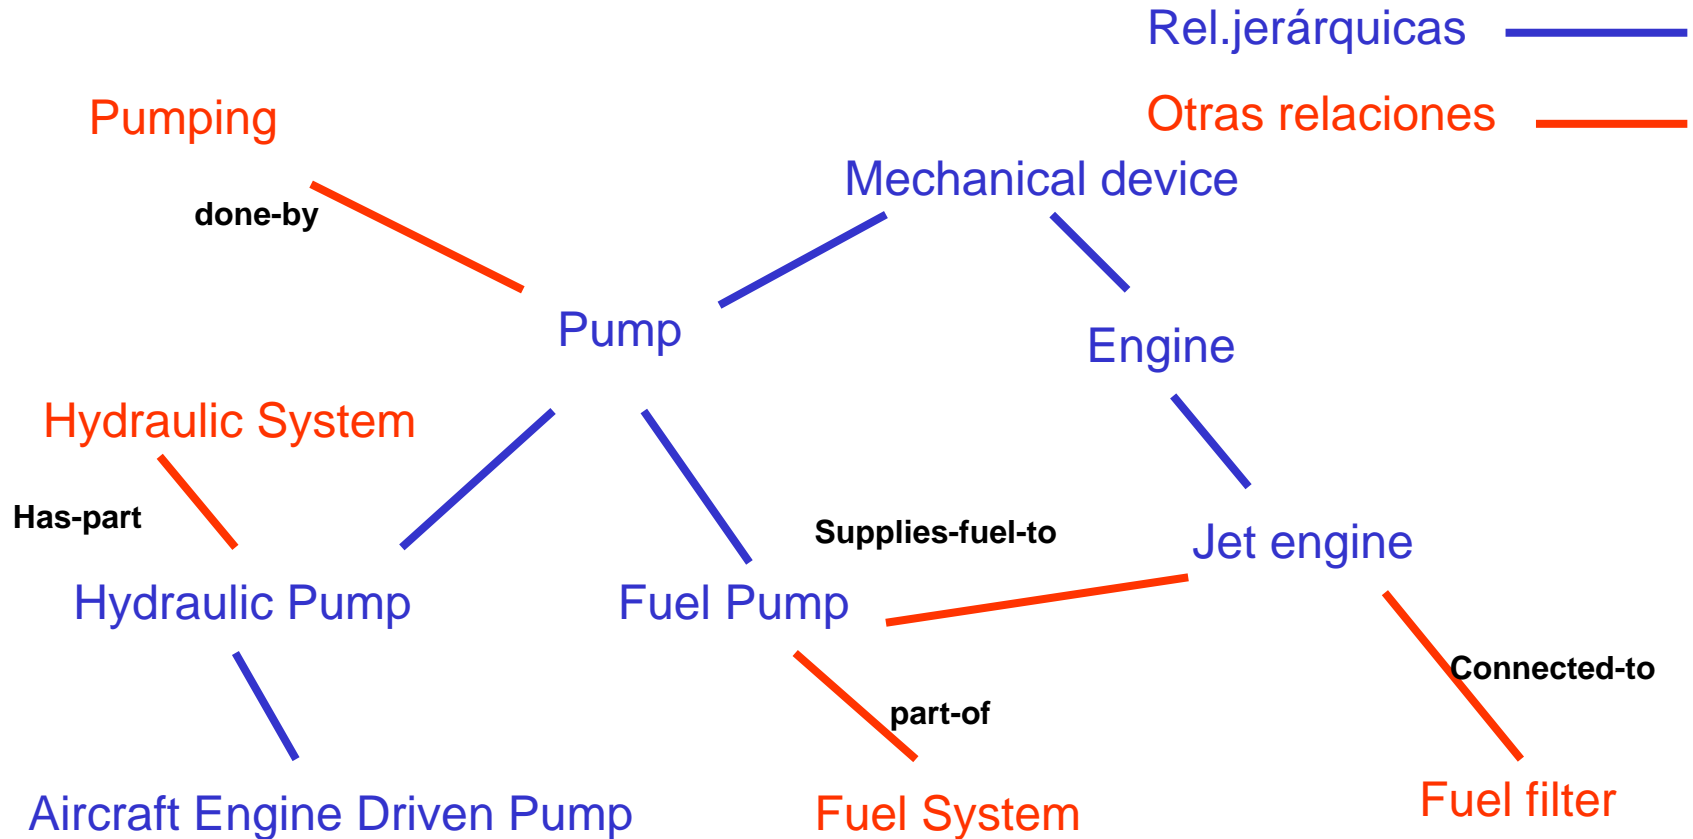 Rel.jerárquicas
Pumping
Otras relaciones
Mechanical device
done-by
Pump
Engine
Hydraulic System
Has-part
Supplies-fuel-to
Jet engine
Hydraulic Pump
Fuel Pump
Connected-to
part-of
Aircraft Engine Driven Pump
Fuel System
Fuel filter